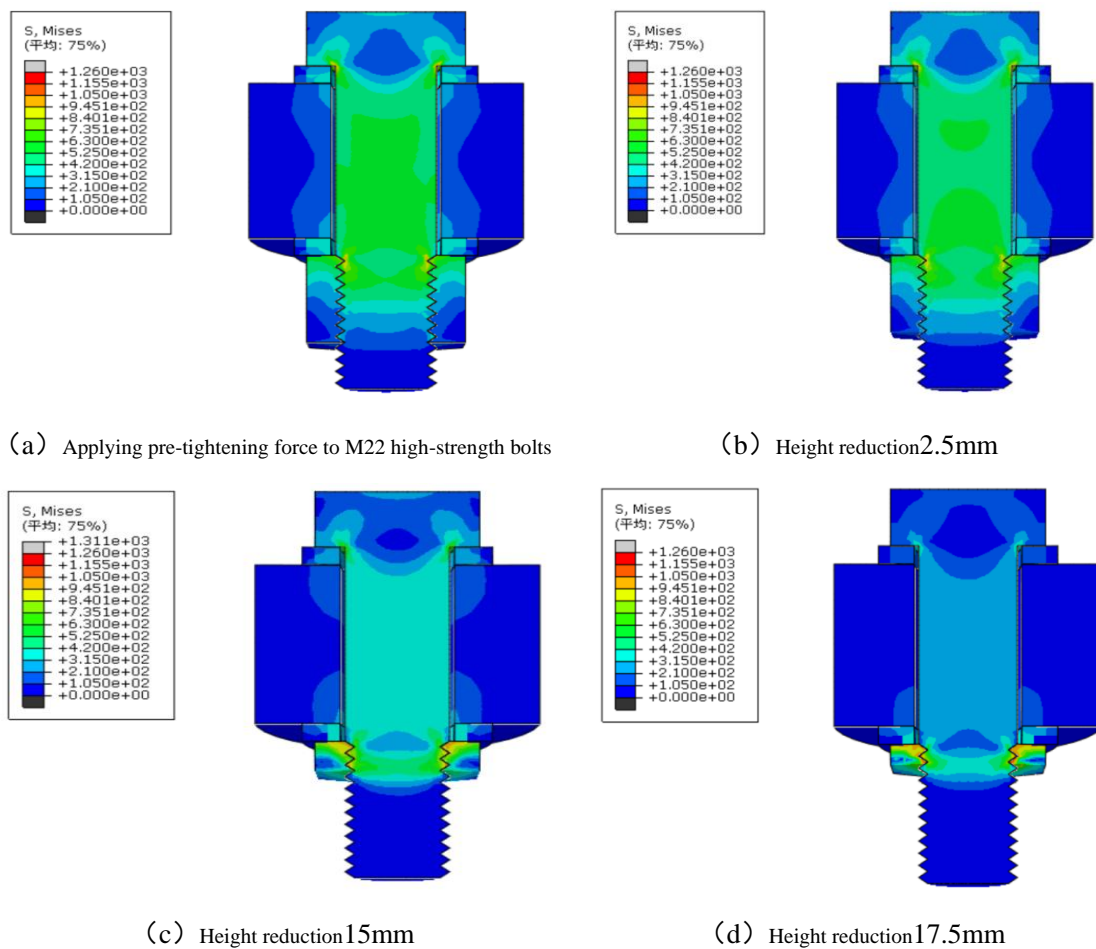 S, Mises
(平均: 75%)
+1.260e+03
+1.155e+03
+1.050e+03
+9.451e+02
+8.401e+02
+7.351e+02
+6.300e+02
+5.250e+02
+4.200e+02
+3.150e+02
+2.100e+02
+1.050e+02
+0.000e+00
S, Mises
(平均: 75%)
+1.260e+03
+1.155e+03
+1.050e+03
+9.451e+02
+8.401e+02
+7.351e+02
+6.300e+02
+5.250e+02
+4.200e+02
+3.150e+02
+2.100e+02
+1.050e+02
+0.000e+00
（a）Applying pre-tightening force to M22 high-strength bolts
（b）Height reduction2.5mm
S, Mises
(平均: 75%)
+1.311e+03
+1.260e+03
+1.155e+03
+1.050e+03
+9.451e+02
+8.401e+02
+7.351e+02
+6.300e+02
+5.250e+02
+4.200e+02
+3.150e+02
+2.100e+02
+1.050e+02
+0.000e+00
S, Mises
(平均: 75%)
+1.260e+03
+1.155e+03
+1.050e+03
+9.451e+02
+8.401e+02
+7.351e+02
+6.300e+02
+5.250e+02
+4.200e+02
+3.150e+02
+2.100e+02
+1.050e+02
+0.000e+00
（c）Height reduction15mm
（d）Height reduction17.5mm